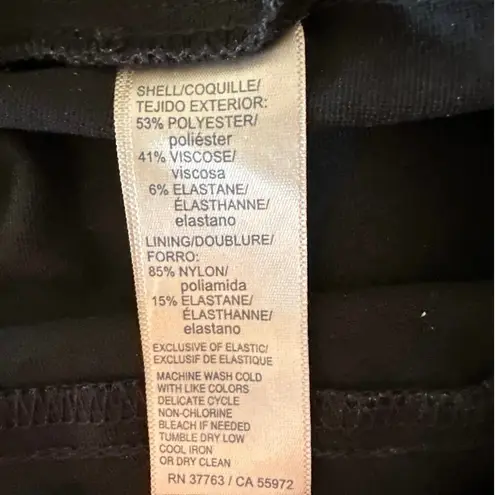 SHELL/COQUILLE/
TEJIDO EXTERIOR:
53% POLYESTER/
poliéster
41% VISCOSE/
viscosa
6% ELASTANE/
ÉLASTHANNE/
elastano
LINING/DOUBLURE/
FORRO:
85% NYLON/
poliamida
15% ELASTANE/
ÉLASTHANNE/
elastano
EXCLUSIVE OF ELASTIC/
EXCLUSIF DE ELASTIQUE
MACHINE WASH COLD
WITH LIKE COLORS
DELICATE CYCLE
NON-CHLORINE
BLEACH IF NEEDED
TUMBLE DRY LOW
COOL IRON
OR DRY CLEAN
RN 37763 / CA 55972